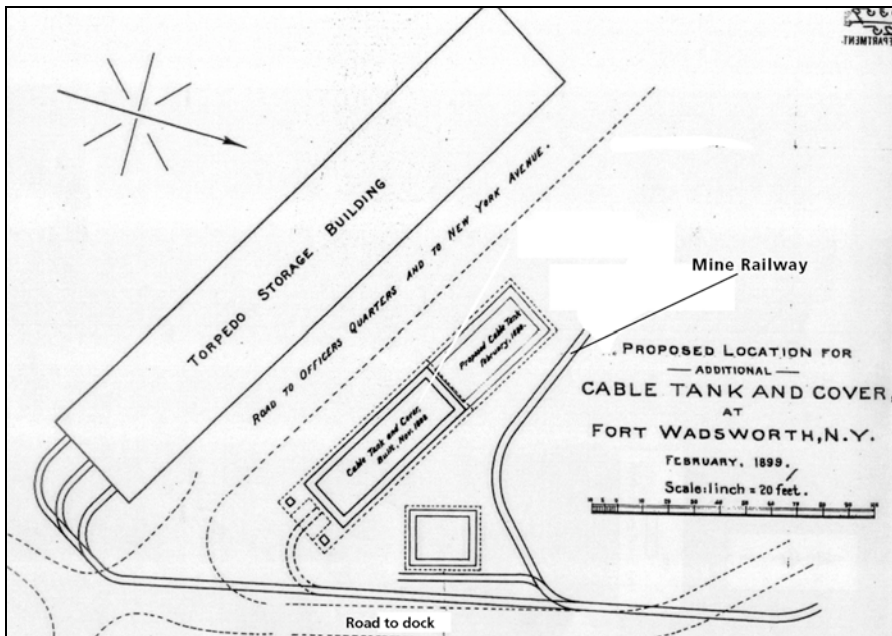 TORPEDO STORAGE BUILDING
ROAD TO OFFICERS QUARTERS AND TO NEW YORK AVENUE.
Mine Railway
Proposed Cable Tank
February, 1899.
Cable Tank and Cover,
Built, Nov. 1898
PROPOSED LOCATION FOR
ADDITIONAL
CABLE TANK AND COVER,
AT
FORT WADSWORTH, N.Y.
FEBRUARY, 1899.
Scale: 1 inch = 20 feet.
Road to dock